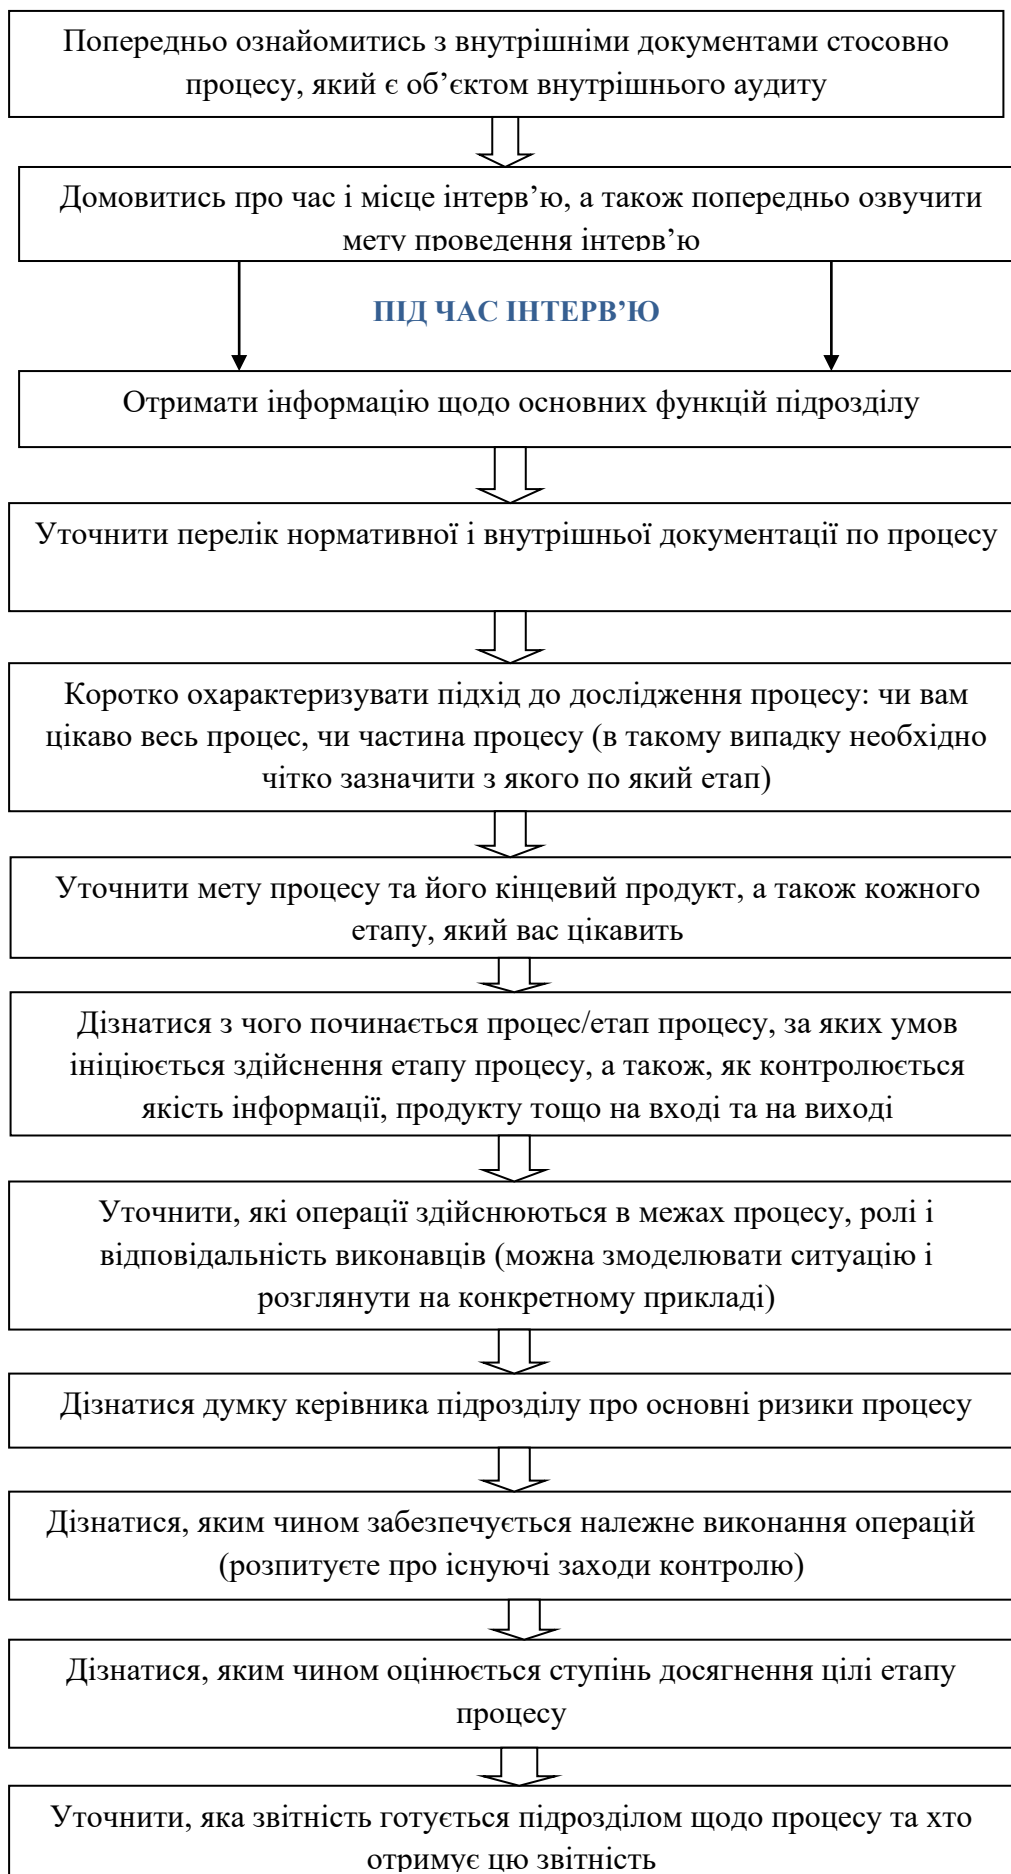 Попередньо ознайомитись з внутрішніми документами стосовно
процесу, який є об’єктом внутрішнього аудиту
Домовитись про час і місце інтерв’ю, а також попередньо озвучити
мету проведення інтерв’ю
ПІД ЧАС ІНТЕРВ’Ю
Отримати інформацію щодо основних функцій підрозділу
Уточнити перелік нормативної і внутрішньої документації по процесу
Коротко охарактеризувати підхід до дослідження процесу: чи вам
цікаво весь процес, чи частина процесу (в такому випадку необхідно
чітко зазначити з якого по який етап)
Уточнити мету процесу та його кінцевий продукт, а також кожного
етапу, який вас цікавить
Дізнатися з чого починається процес/етап процесу, за яких умов
ініціюється здійснення етапу процесу, а також, як контролюється
якість інформації, продукту тощо на вході та на виході
Уточнити, які операції здійснюються в межах процесу, ролі і
відповідальність виконавців (можна змоделювати ситуацію і
розглянути на конкретному прикладі)
Дізнатися думку керівника підрозділу про основні ризики процесу
Дізнатися, яким чином забезпечується належне виконання операцій
(розпитуєте про існуючі заходи контролю)
Дізнатися, яким чином оцінюється ступінь досягнення цілі етапу
процесу
Уточнити, яка звітність готується підрозділом щодо процесу та хто
отримує цю звітність